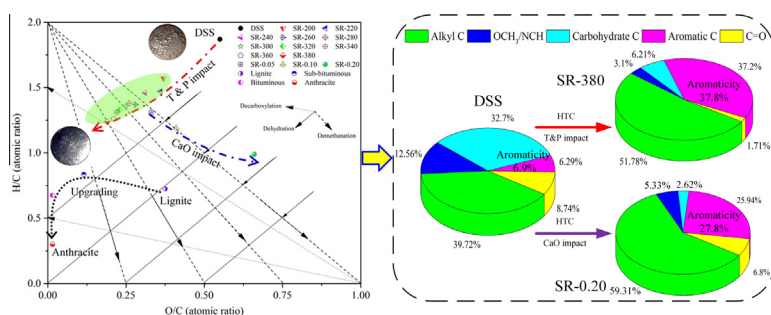 DSS SR-200 SR-220
SR-240 SR-260 SR-280
SR-300 SR-320 SR-340
SR-360 SR-380
SR-0.05 SR-0.10 SR-0.20
Lignite Sub-bituminous
Bituminous Anthracite
DSS
T & P impact
Decarboxylation
Dehydration
Demethanation
CaO impact
Upgrading
Lignite
Anthracite
H/C (atomic ratio)
2.0
1.5
1.0
0.5
0.0
0.00 0.25 0.50 0.75 1.00
O/C (atomic ratio)
Alkyl C OCH3/NCH Carbohydrate C Aromatic C C=O
DSS
32.7%
12.56%
Aromaticity
6.9%
6.29%
8.74%
39.72%
HTC
T&P impact
HTC
CaO impact
SR-380
6.21%
3.1%
37.2%
Aromaticity
37.8%
1.71%
51.78%
5.33% 2.62%
25.94%
Aromaticity
27.8%
6.8%
59.31%
SR-0.20